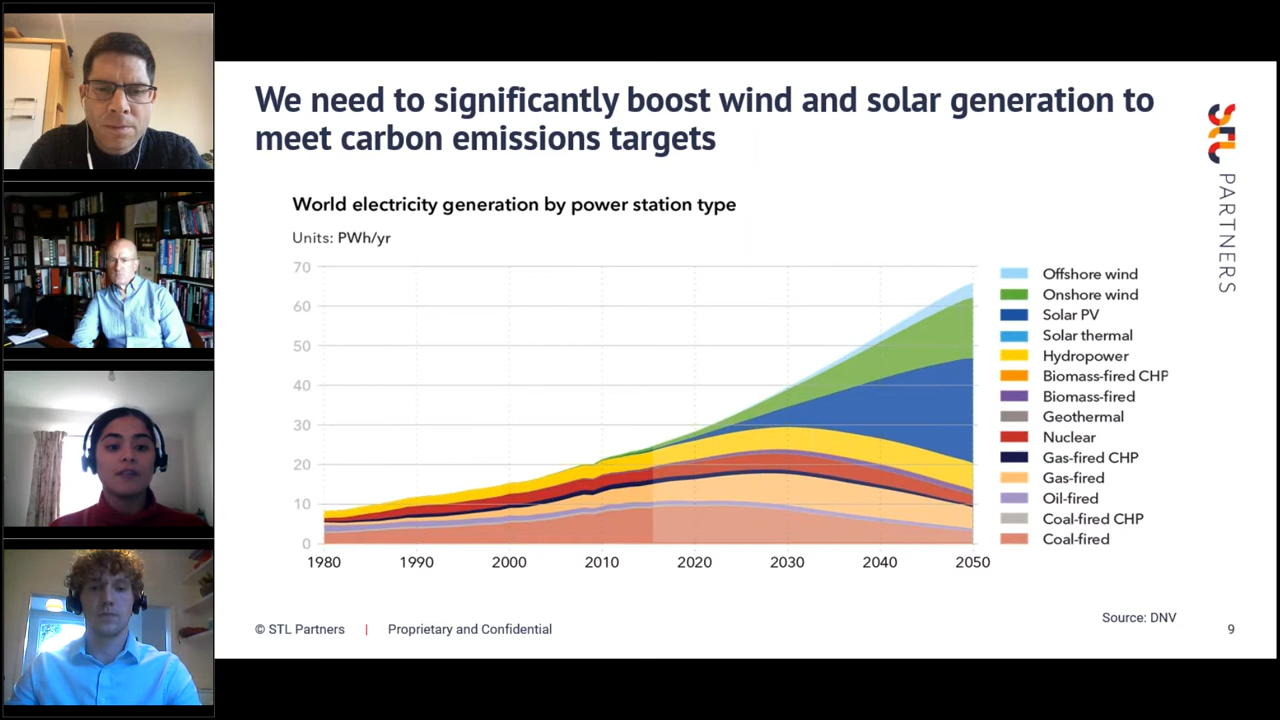 We need to significantly boost wind and solar generation to
meet carbon emissions targets
STL
PARTNERS
World electricity generation by power station type
Units: PWh/yr
70
60
50
40
30
20
10
0
1980
1990
2000
2010
2020
2030
2040
2050
Offshore wind
Onshore wind
Solar PV
Solar thermal
Hydropower
Biomass-fired CHP
Biomass-fired
Geothermal
Nuclear
Gas-fired CHP
Gas-fired
Oil-fired
Coal-fired CHP
Coal-fired
Source: DNV
© STL Partners | Proprietary and Confidential
9